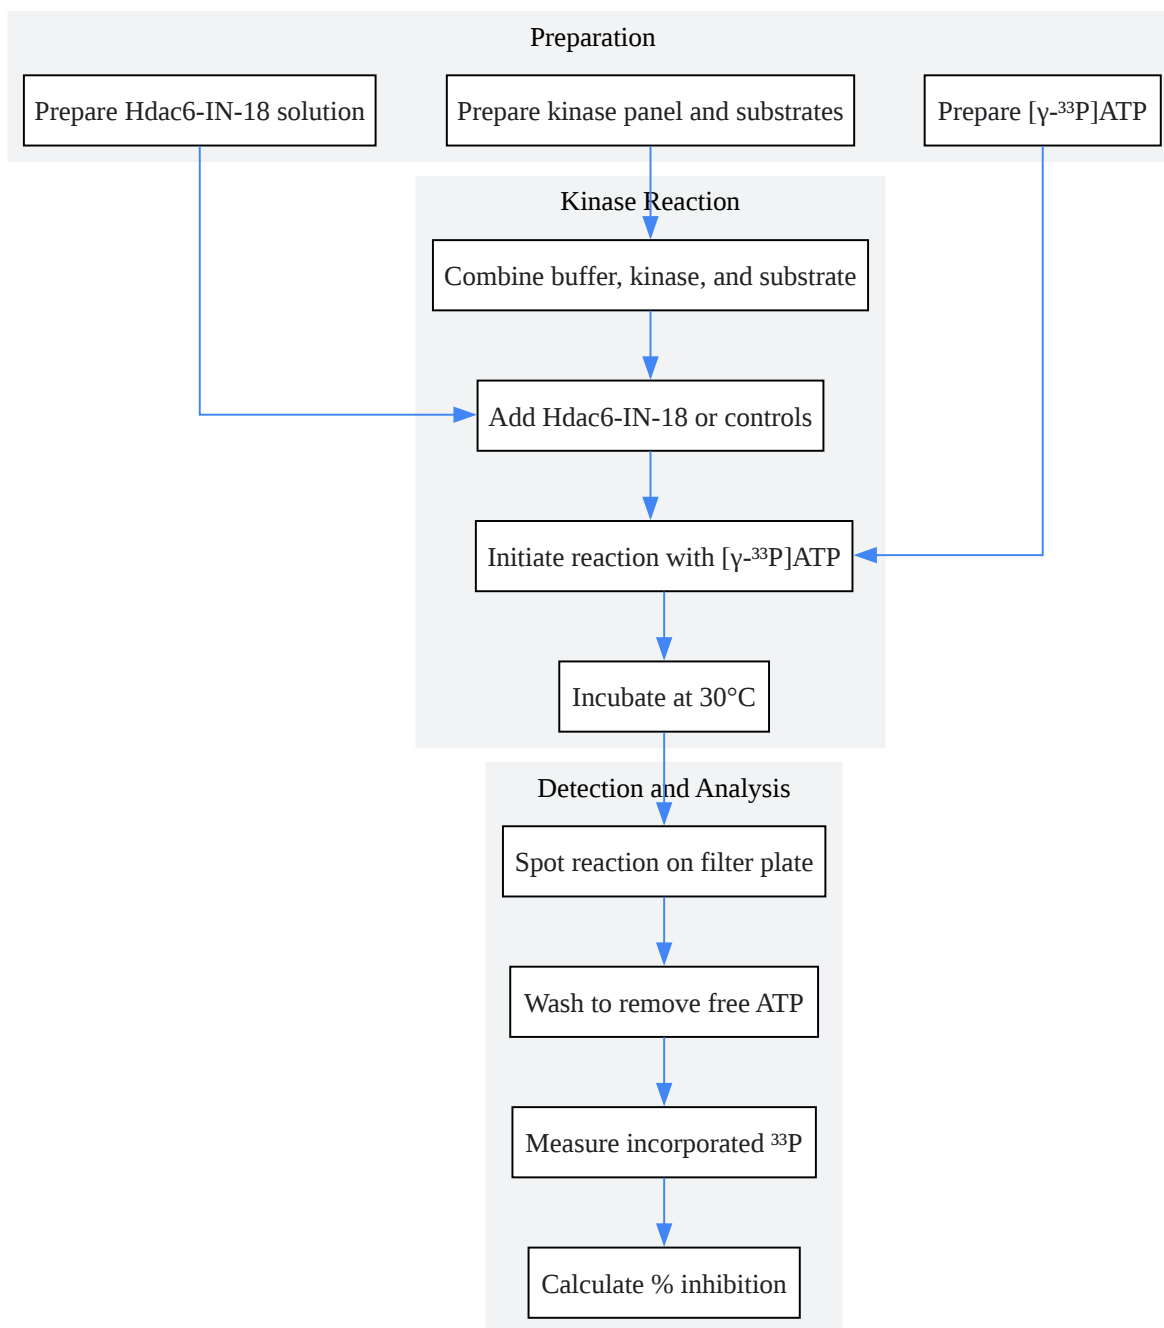 Preparation
Prepare Hdac6-IN-18 solution
Prepare kinase panel and substrates
Prepare [γ-³³P]ATP
Kinase Reaction
Combine buffer, kinase, and substrate
Add Hdac6-IN-18 or controls
Initiate reaction with [γ-³³P]ATP
Incubate at 30°C
Detection and Analysis
Spot reaction on filter plate
Wash to remove free ATP
Measure incorporated ³³P
Calculate % inhibition